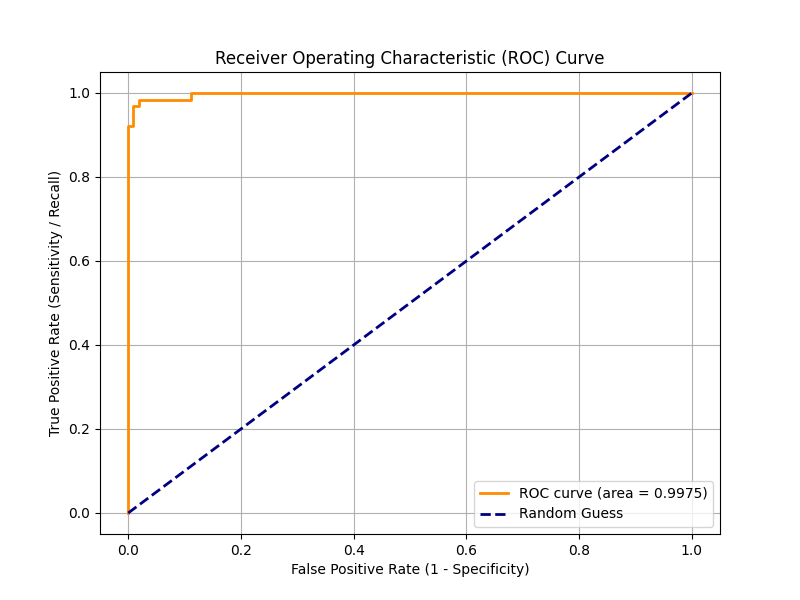 Receiver Operating Characteristic (ROC) Curve
True Positive Rate (Sensitivity / Recall)
1.0
0.8
0.6
0.4
0.2
0.0
ROC curve (area = 0.9975)
Random Guess
0.0 0.2 0.4 0.6 0.8 1.0
False Positive Rate (1 - Specificity)